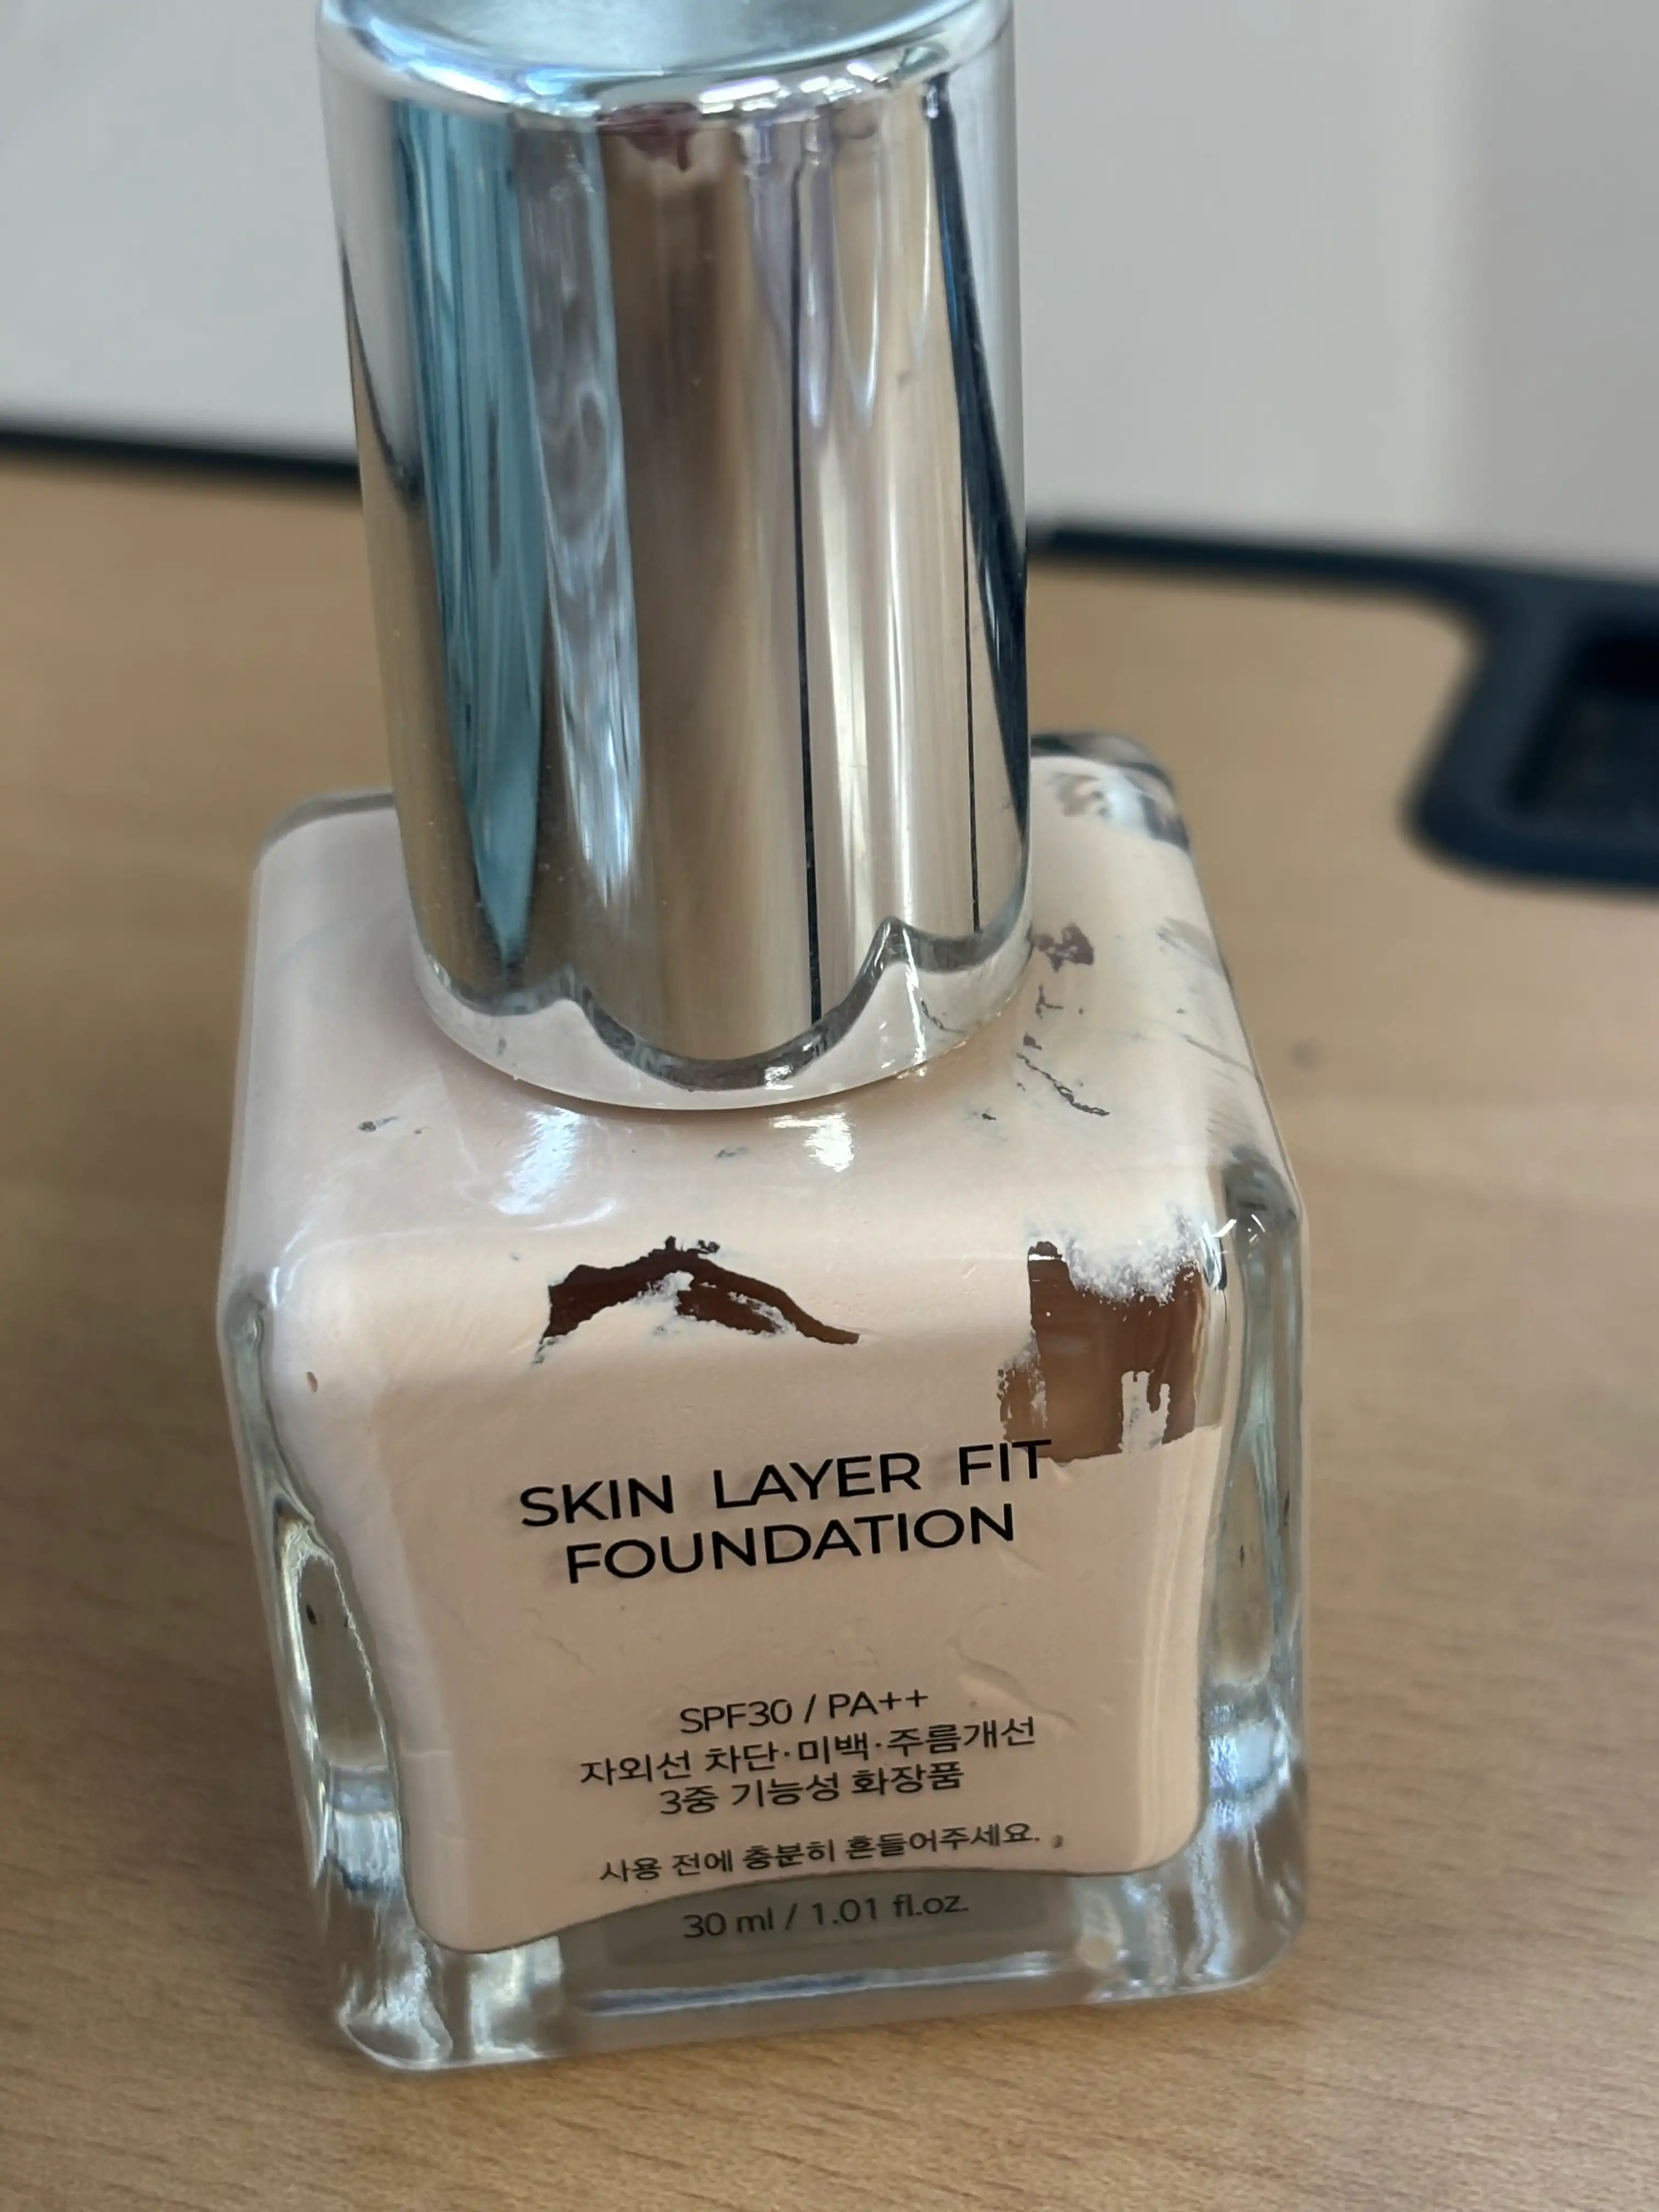 SKIN LAYER FIT
FOUNDATION
SPF30 / PA++
자외선 차단·미백·주름개선
3중 기능성 화장품
사용 전에 충분히 흔들어주세요.
30 ml / 1.01 fl.oz.